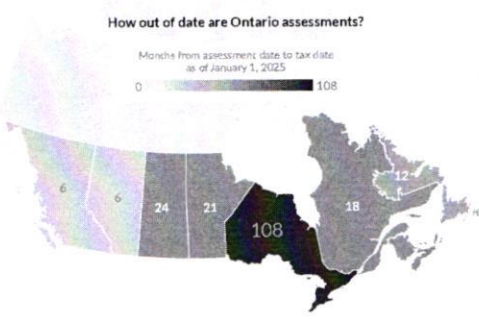 How out of date are Ontario assessments?
Months from assessment date to tax date
as of January 1, 2025
0 108
6
6
24
21
108
18
12